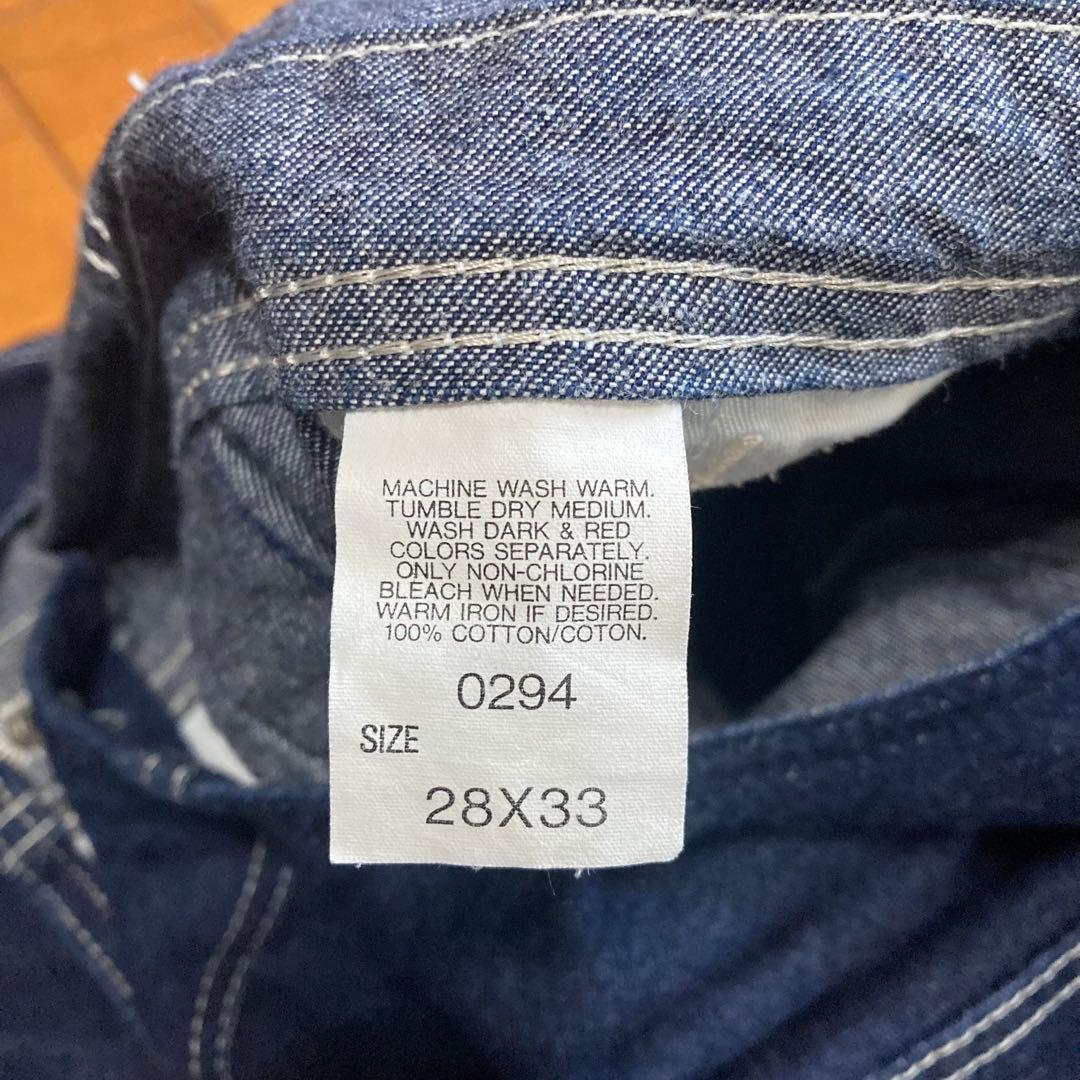 MACHINE WASH WARM.
TUMBLE DRY MEDIUM.
WASH DARK & RED
COLORS SEPARATELY.
ONLY NON-CHLORINE
BLEACH WHEN NEEDED.
WARM IRON IF DESIRED.
100% COTTON/COTON.
0294
SIZE
28X33